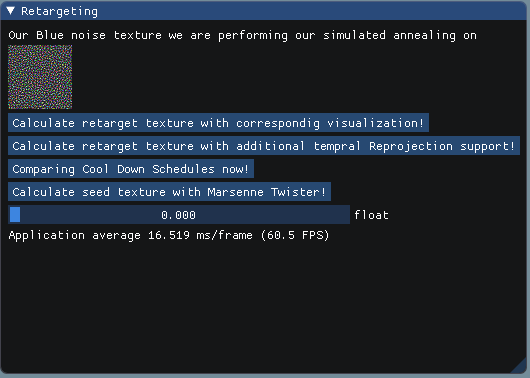 Retargeting
Our Blue noise texture we are performing our simulated annealing on
Calculate retarget texture with correspondig visualization!
Calculate retarget texture with additional tempral Reprojection support!
Comparing Cool Down Schedules now!
Calculate seed texture with Marsenne Twister!
0.000 float
Application average 16.519 ms/frame (60.5 FPS)